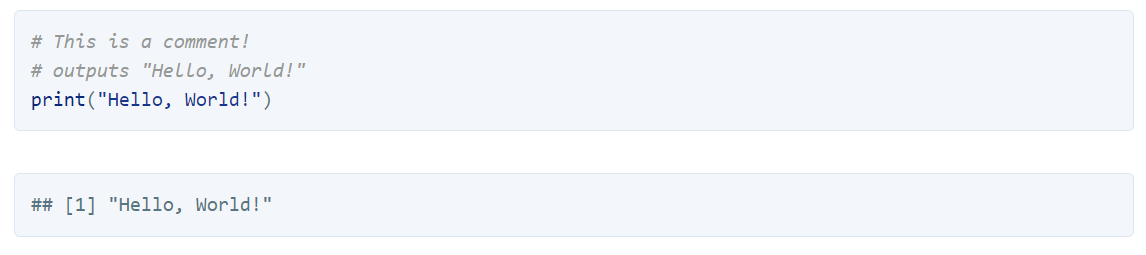 # This is a comment!
# outputs "Hello, World!"
print("Hello, World!")
## [1] "Hello, World!"